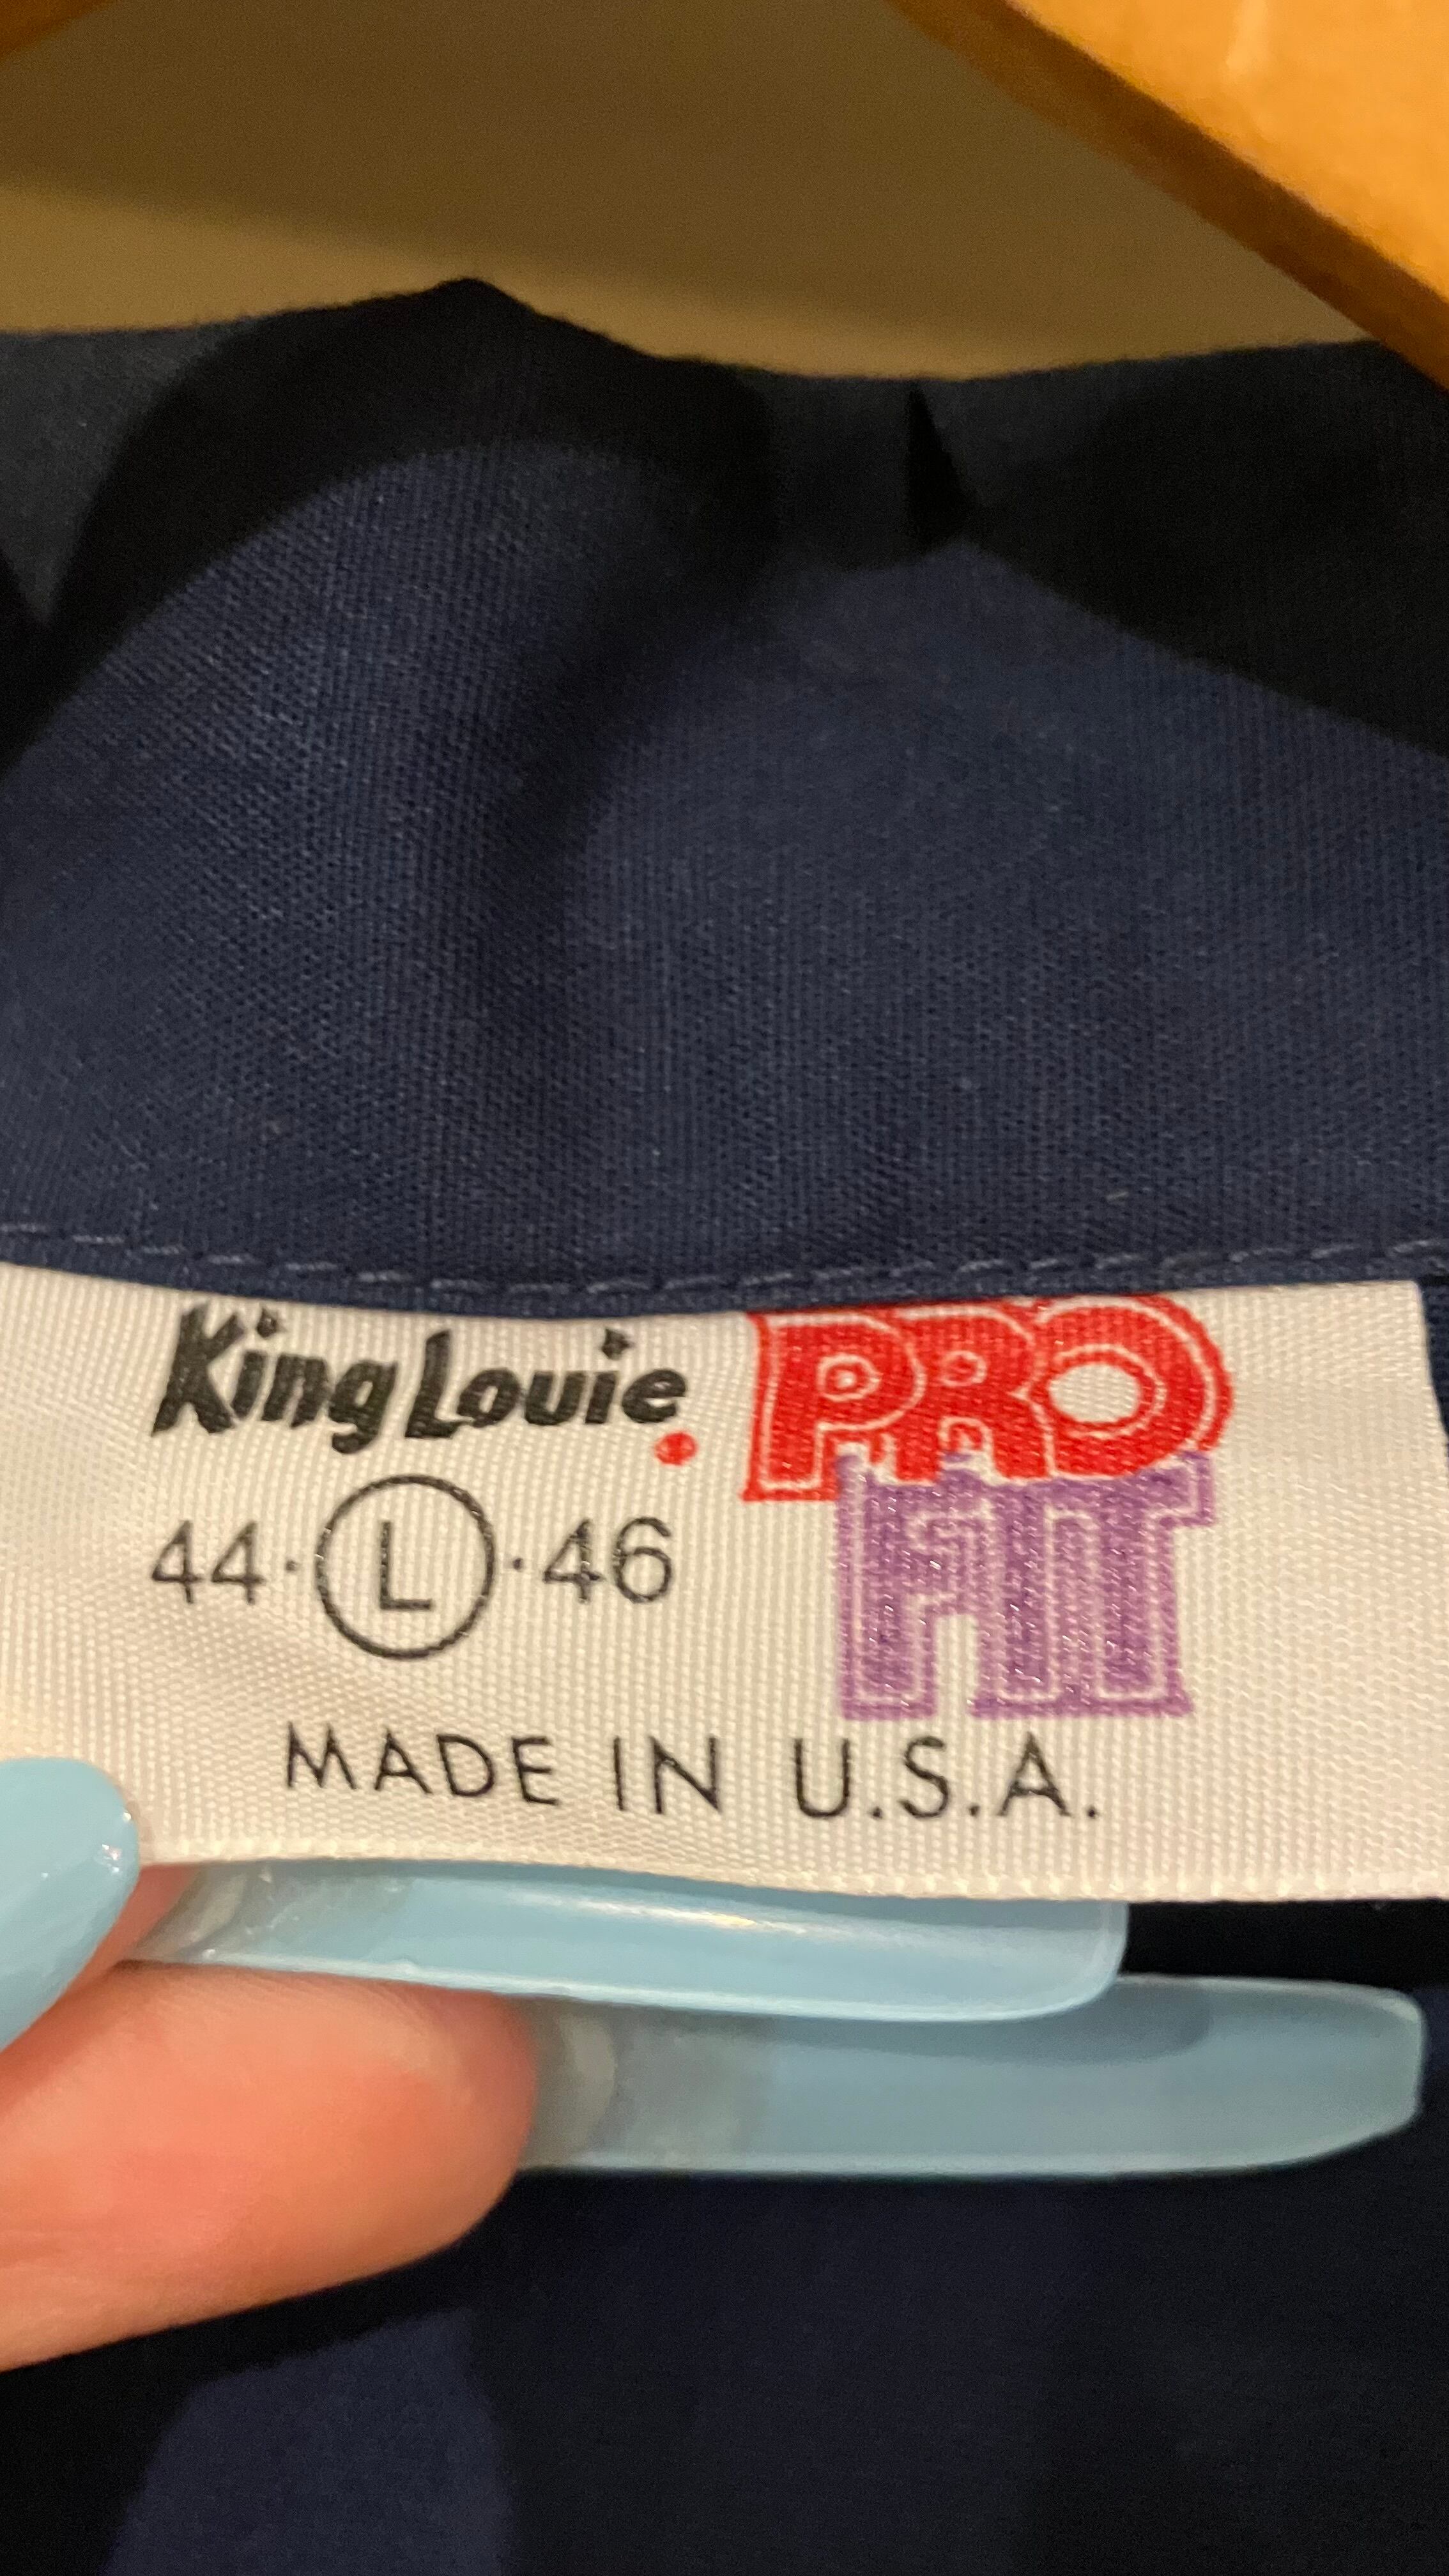 King Louie.
PRO
FIT
44·L·46
MADE IN U.S.A.